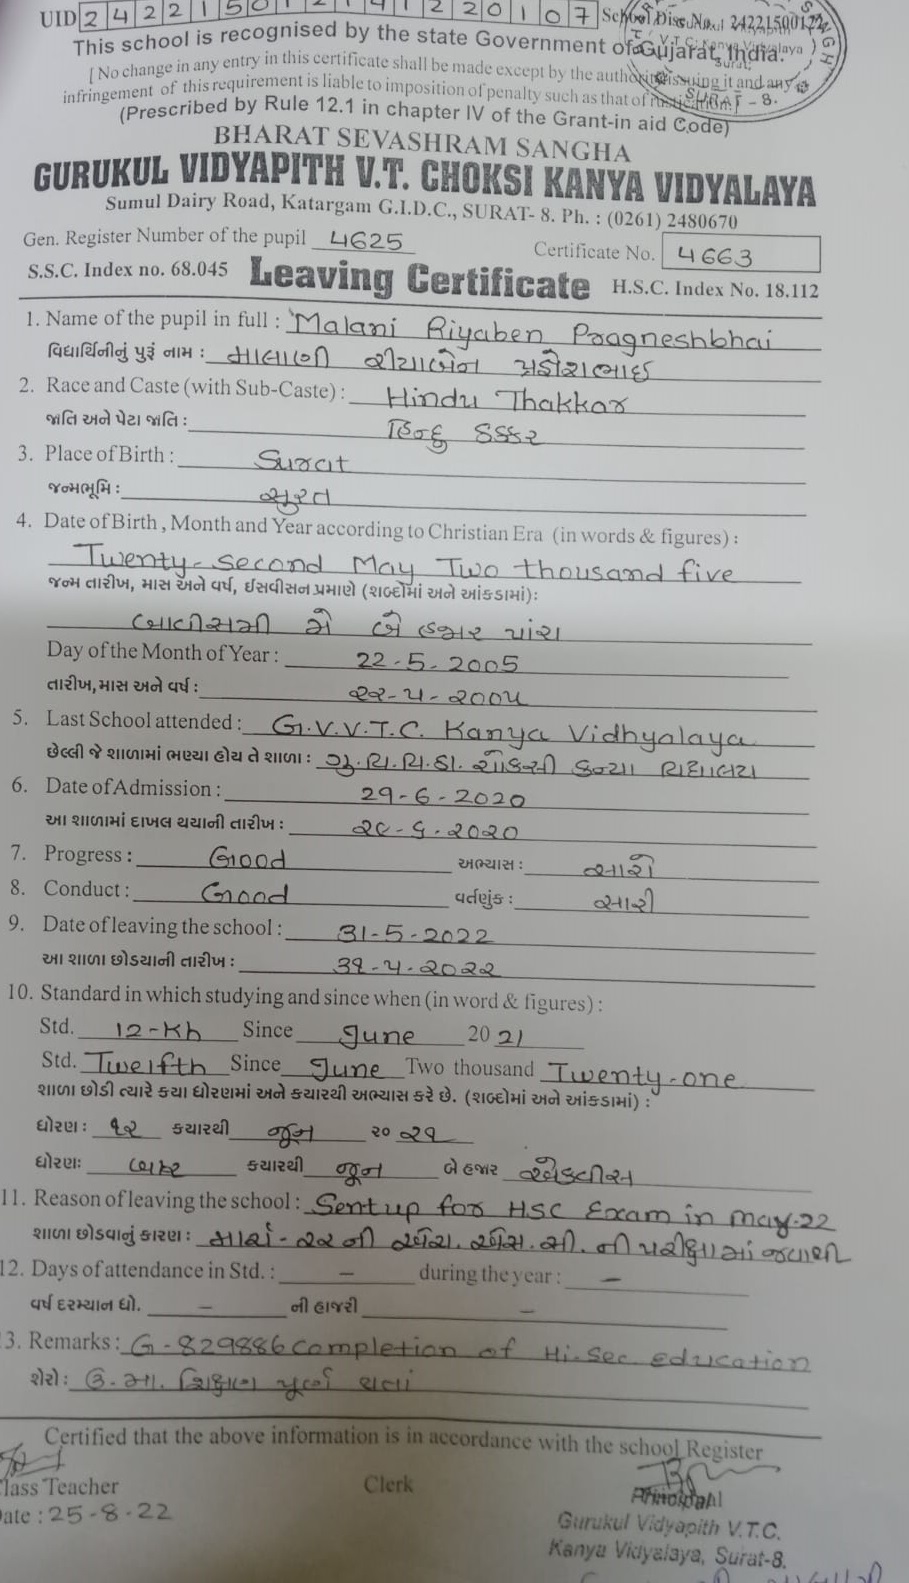 UID 2 4 2 2 1 5 0 1 2 2 0 1 0 7 School Disc No. 24221500122
This school is recognised by the state Government of Gujarat, India.
[ No change in any entry in this certificate shall be made except by the authority issuing it and any
infringement of this requirement is liable to imposition of penalty such as that of rustication.]
SURAT - 8.
(Prescribed by Rule 12.1 in chapter IV of the Grant-in aid Code)
BHARAT SEVASHRAM SANGHA
GURUKUL VIDYAPITH V.T. CHOKSI KANYA VIDYALAYA
Sumul Dairy Road, Katargam G.I.D.C., SURAT- 8. Ph. : (0261) 2480670
Gen. Register Number of the pupil 4625 Certificate No. 4663
S.S.C. Index no. 68.045 Leaving Certificate H.S.C. Index No. 18.112
1. Name of the pupil in full : Malani Riyaben Pragneshbhai
વિદ્યાર્થિનીનું પુરૂં નામ : માલાણી રીયાબેન પ્રજ્ઞેશભાઈ
2. Race and Caste (with Sub-Caste) : Hindu Thakkar
જાતિ અને પેટા જાતિ : હિન્દુ ઠક્કર
3. Place of Birth : Surat
જન્મભૂમિ : સુરત
4. Date of Birth , Month and Year according to Christian Era (in words & figures) :
Twenty-second May Two thousand five
જન્મ તારીખ, માસ અને વર્ષ, ઈસવીસન પ્રમાણે (શબ્દોમાં અને આંકડામાં):
બાવીસમી મે બે હજાર પાંચ
Day of the Month of Year : 22-5-2005
તારીખ, માસ અને વર્ષ : ૨૨-૫-૨૦૦૫
5. Last School attended : G.V.V.T.C. Kanya Vidhyalaya
છેલ્લી જે શાળામાં ભણ્યા હોય તે શાળા : ગુ.વિ.વિ.ટી. ચોકસી કન્યા વિદ્યાલય
6. Date of Admission : 29-6-2020
આ શાળામાં દાખલ થયાની તારીખ : ૨૯-૬-૨૦૨૦
7. Progress : Good અભ્યાસ : સારો
8. Conduct : Good વર્તણુંક : સારી
9. Date of leaving the school : 31-5-2022
આ શાળા છોડયાની તારીખ : ૩૧-૫-૨૦૨૨
10. Standard in which studying and since when (in word & figures) :
Std. 12-Kh Since June 20 21
Std. Twelfth Since June Two thousand Twenty-one
શાળા છોડી ત્યારે કયા ધોરણમાં અને કયારથી અભ્યાસ કરે છે. (શબ્દોમાં અને આંકડામાં) :
ધોરણ : ૧૨ કયારથી જૂન ૨૦ ૨૧
ધોરણ: બાર કયારથી જૂન બે હજાર એકવીસ
11. Reason of leaving the school : Sent up for HSC Exam in may-22
શાળા છોડવાનું કારણ : માર્ચ-૨૨ ની એચ. એસ. સી. ની પરીક્ષામાં જવાથી
12. Days of attendance in Std. : – during the year : –
વર્ષ દરમ્યાન ધો. – ની હાજરી –
3. Remarks : G-829886 Completion of Hi.Sec. Education
શેરો : ઉ.મા. શિક્ષણ પૂર્ણ થતાં
Certified that the above information is in accordance with the school Register
Class Teacher Clerk Principal
Date : 25-8-22
Gurukul Vidyapith V.T.C.
Kanya Vidyalaya, Surat-8.